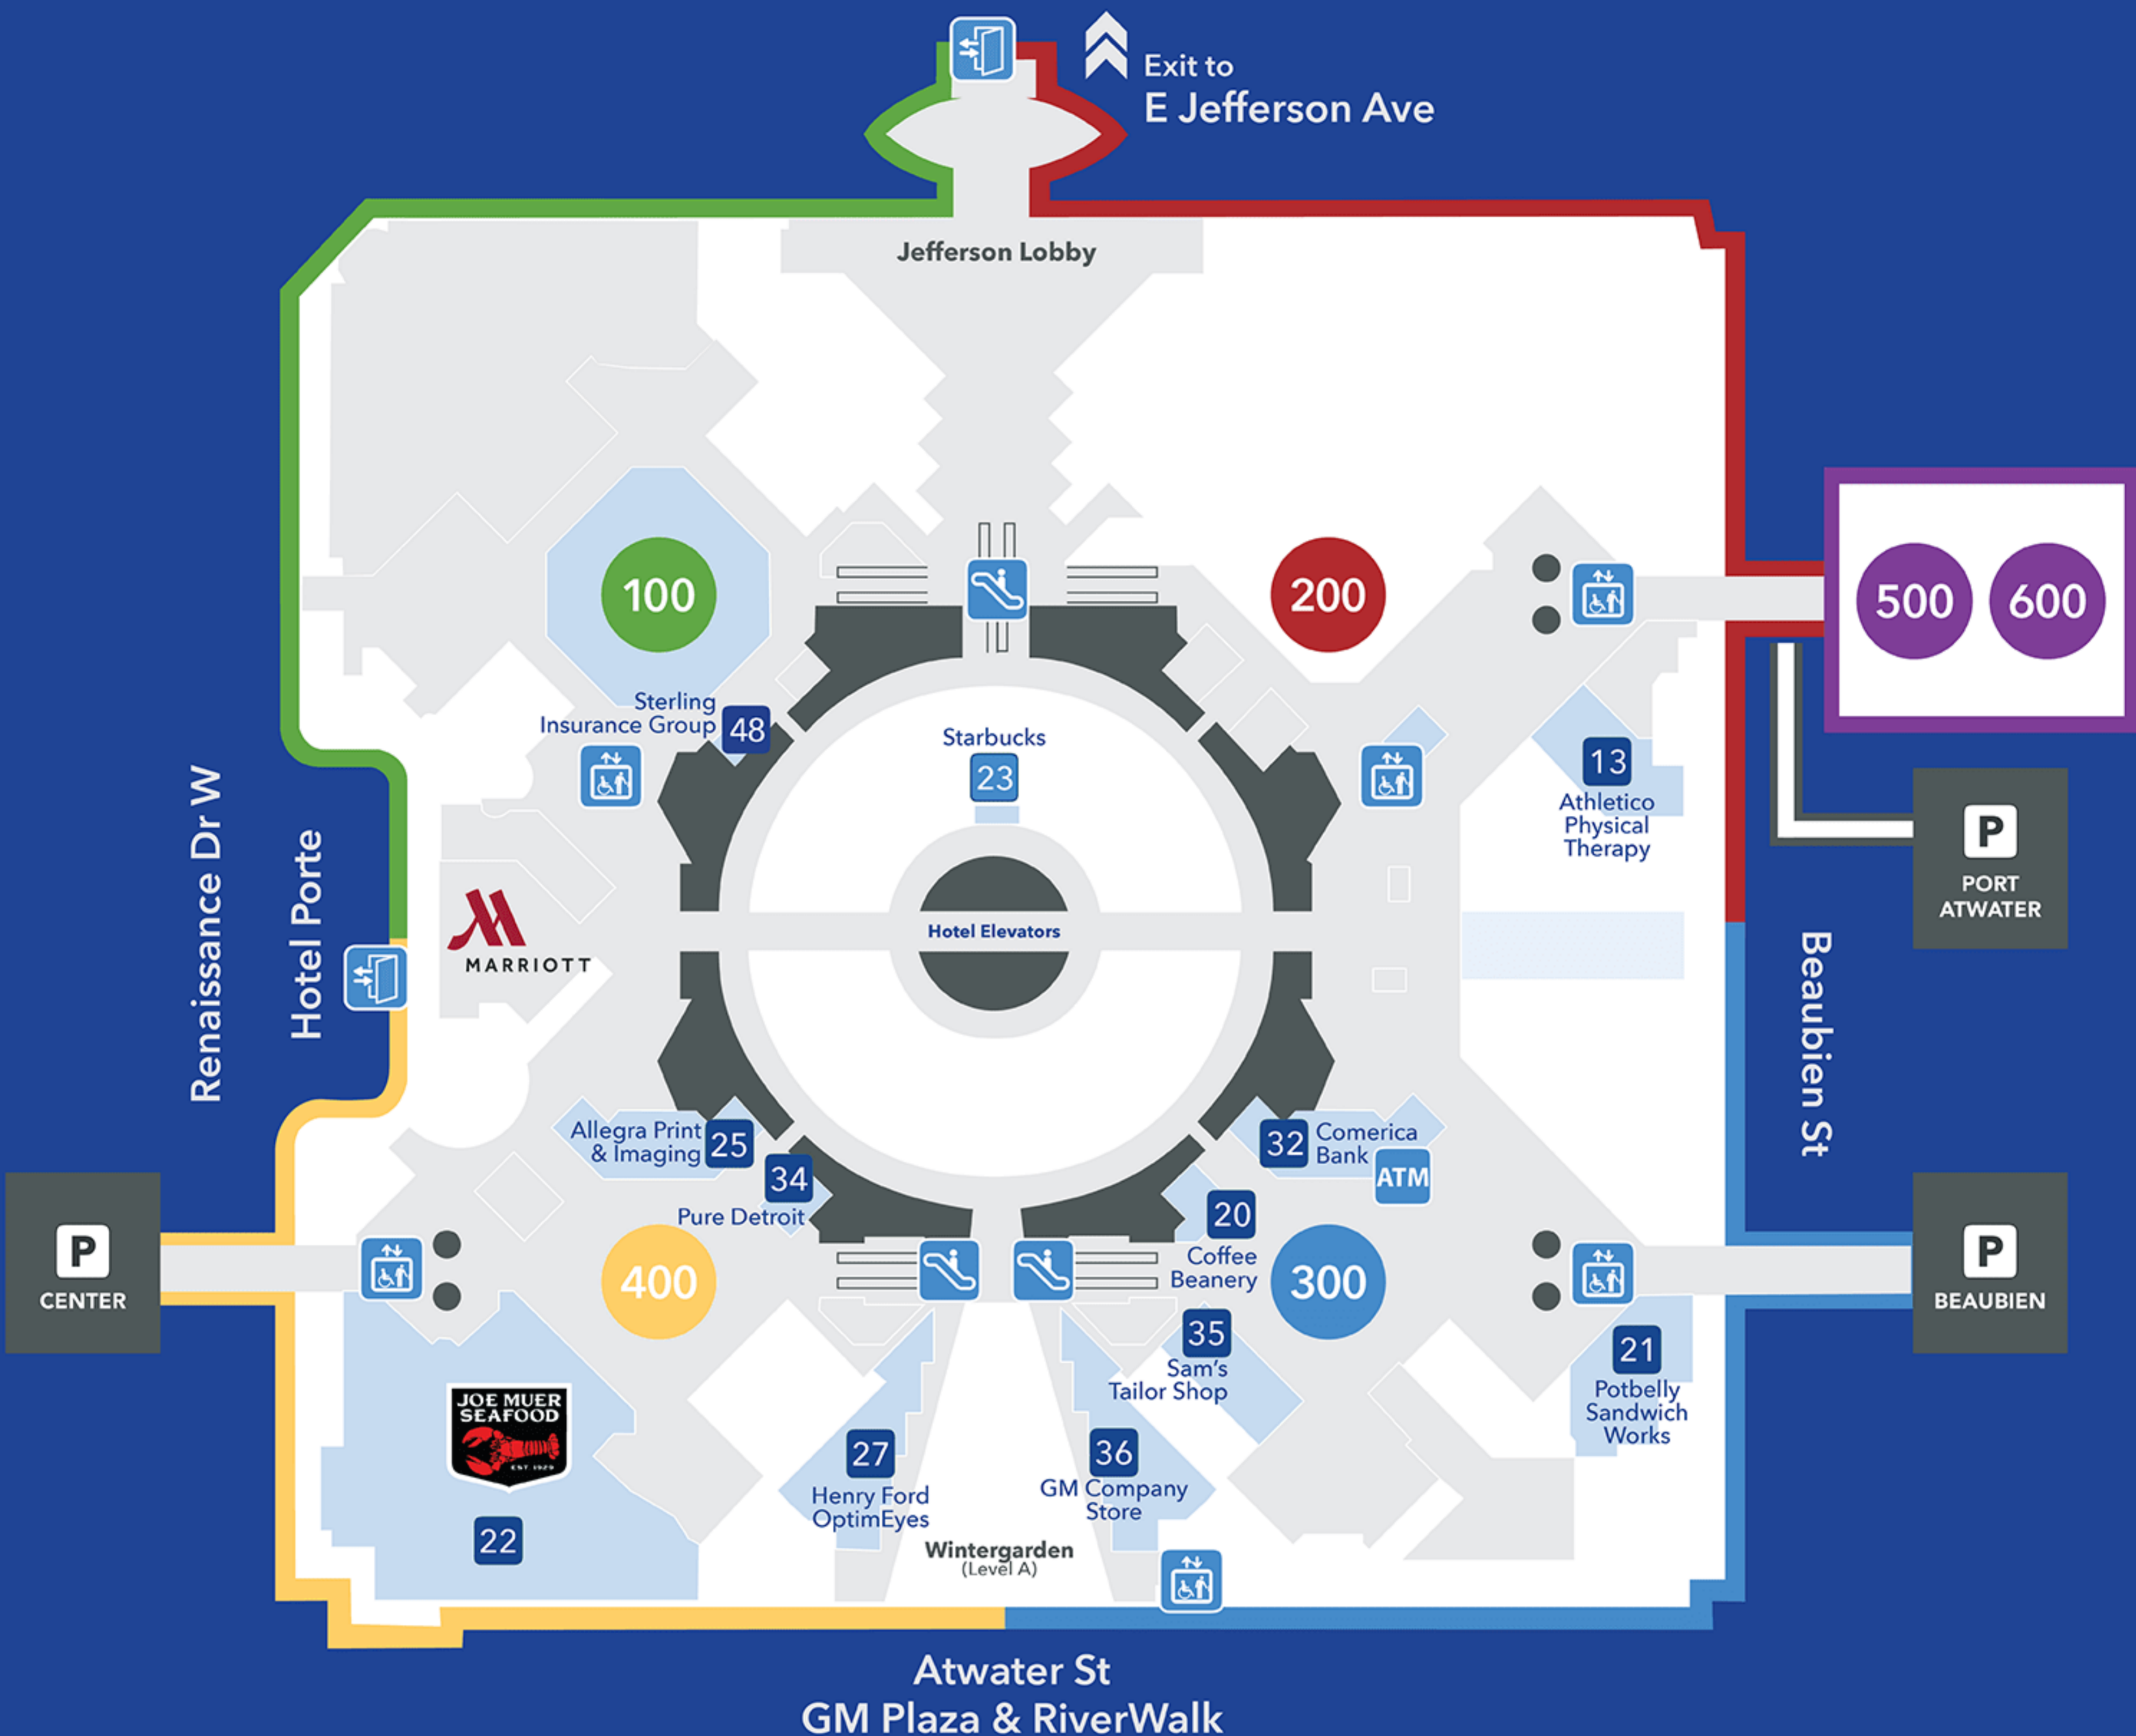 Exit to
E Jefferson Ave
Jefferson Lobby
100
200
500
600
Sterling
Insurance Group
48
Starbucks
23
13
Athletico
Physical
Therapy
P
PORT
ATWATER
Renaissance Dr W
Hotel Porte
MARRIOTT
Hotel Elevators
Beaubien St
Allegra Print
& Imaging
25
34
Pure Detroit
32
Comerica
Bank
ATM
20
Coffee
Beanery
P
CENTER
400
300
P
BEAUBIEN
35
Sam's
Tailor Shop
21
Potbelly
Sandwich
Works
JOE MUER
SEAFOOD
EST. 1929
22
27
Henry Ford
OptimEyes
36
GM Company
Store
Wintergarden
(Level A)
Atwater St
GM Plaza & RiverWalk